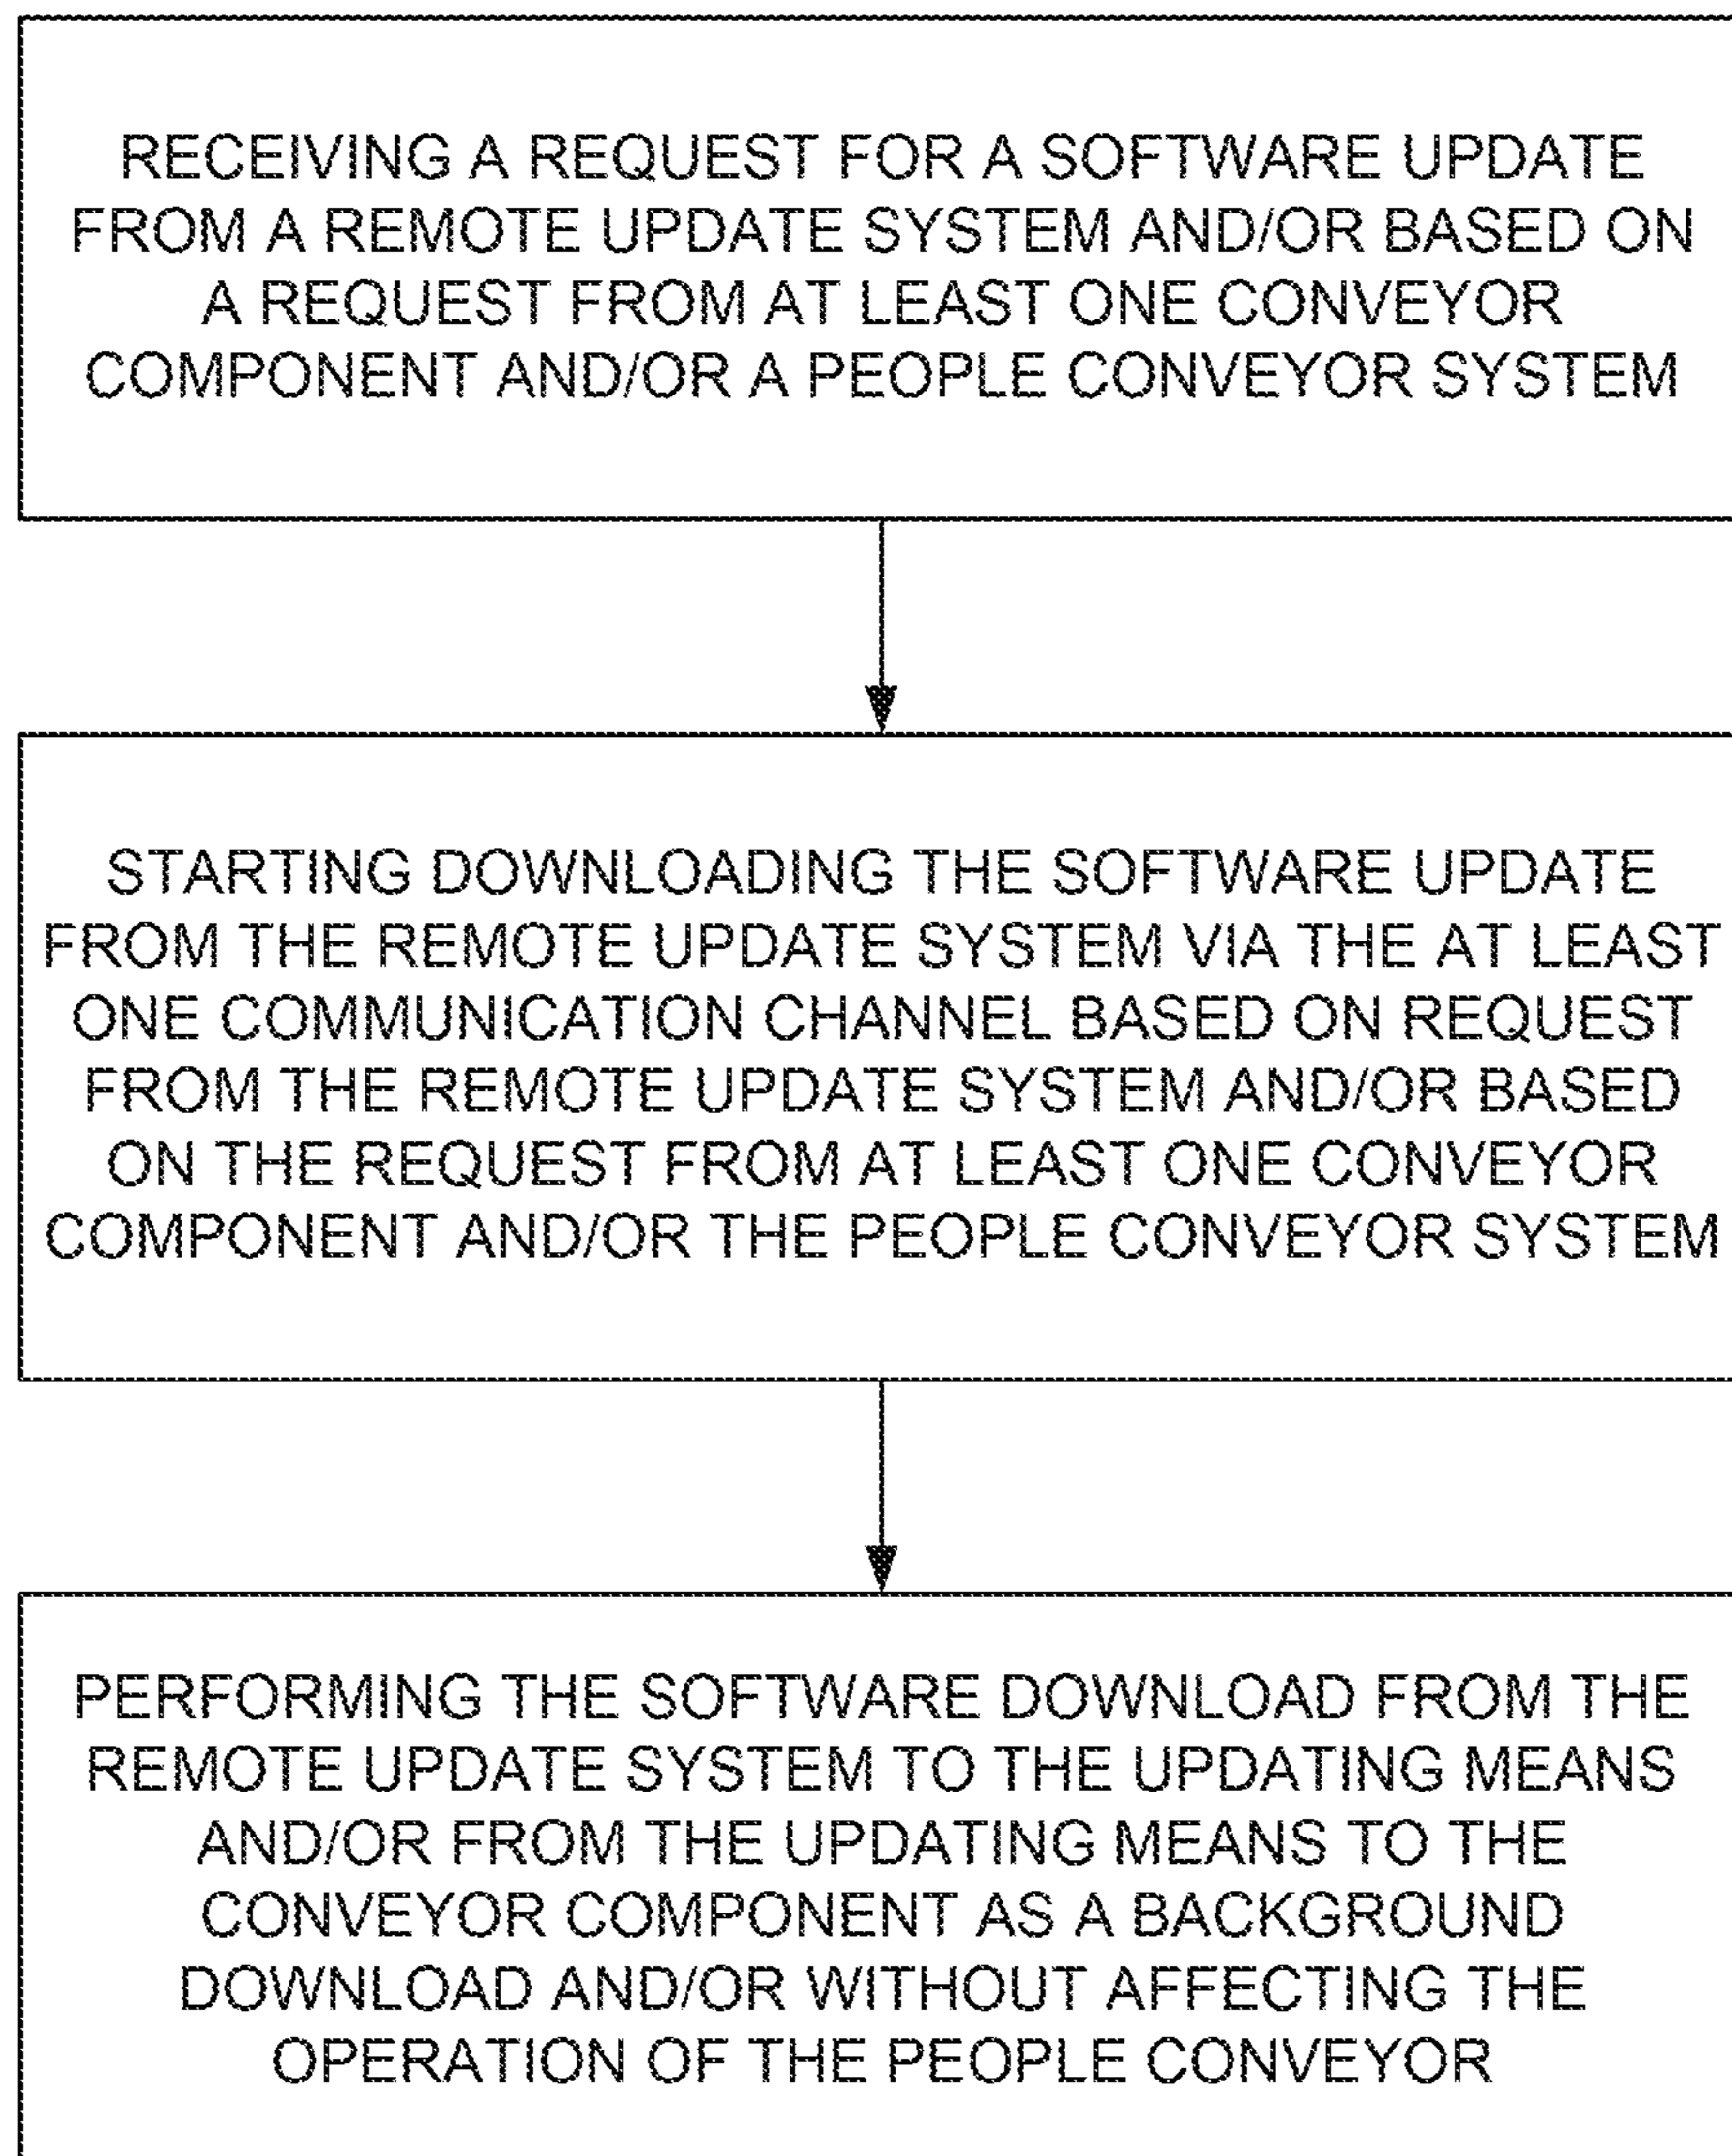 RECEIVING A REQUEST FOR A SOFTWARE UPDATE
FROM A REMOTE UPDATE SYSTEM AND/OR BASED ON
A REQUEST FROM AT LEAST ONE CONVEYOR
COMPONENT AND/OR A PEOPLE CONVEYOR SYSTEM
STARTING DOWNLOADING THE SOFTWARE UPDATE
FROM THE REMOTE UPDATE SYSTEM VIA THE AT LEAST
ONE COMMUNICATION CHANNEL BASED ON REQUEST
FROM THE REMOTE UPDATE SYSTEM AND/OR BASED
ON THE REQUEST FROM AT LEAST ONE CONVEYOR
COMPONENT AND/OR THE PEOPLE CONVEYOR SYSTEM
PERFORMING THE SOFTWARE DOWNLOAD FROM THE
REMOTE UPDATE SYSTEM TO THE UPDATING MEANS
AND/OR FROM THE UPDATING MEANS TO THE
CONVEYOR COMPONENT AS A BACKGROUND
DOWNLOAD AND/OR WITHOUT AFFECTING THE
OPERATION OF THE PEOPLE CONVEYOR